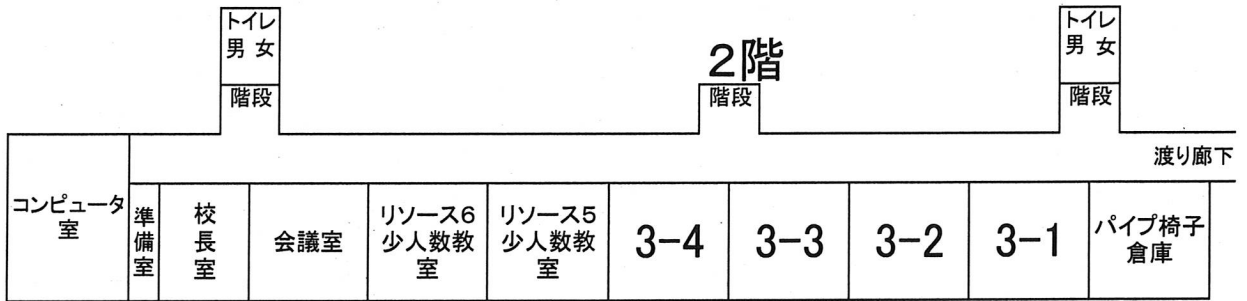 トイレ
男 女
階段
2階
階段
トイレ
男 女
階段
渡り廊下
コンピュータ
室
準
備
室
校
長
室
会議室
リソース6
少人数教
室
リソース5
少人数教
室
3-4
3-3
3-2
3-1
パイプ椅子
倉庫